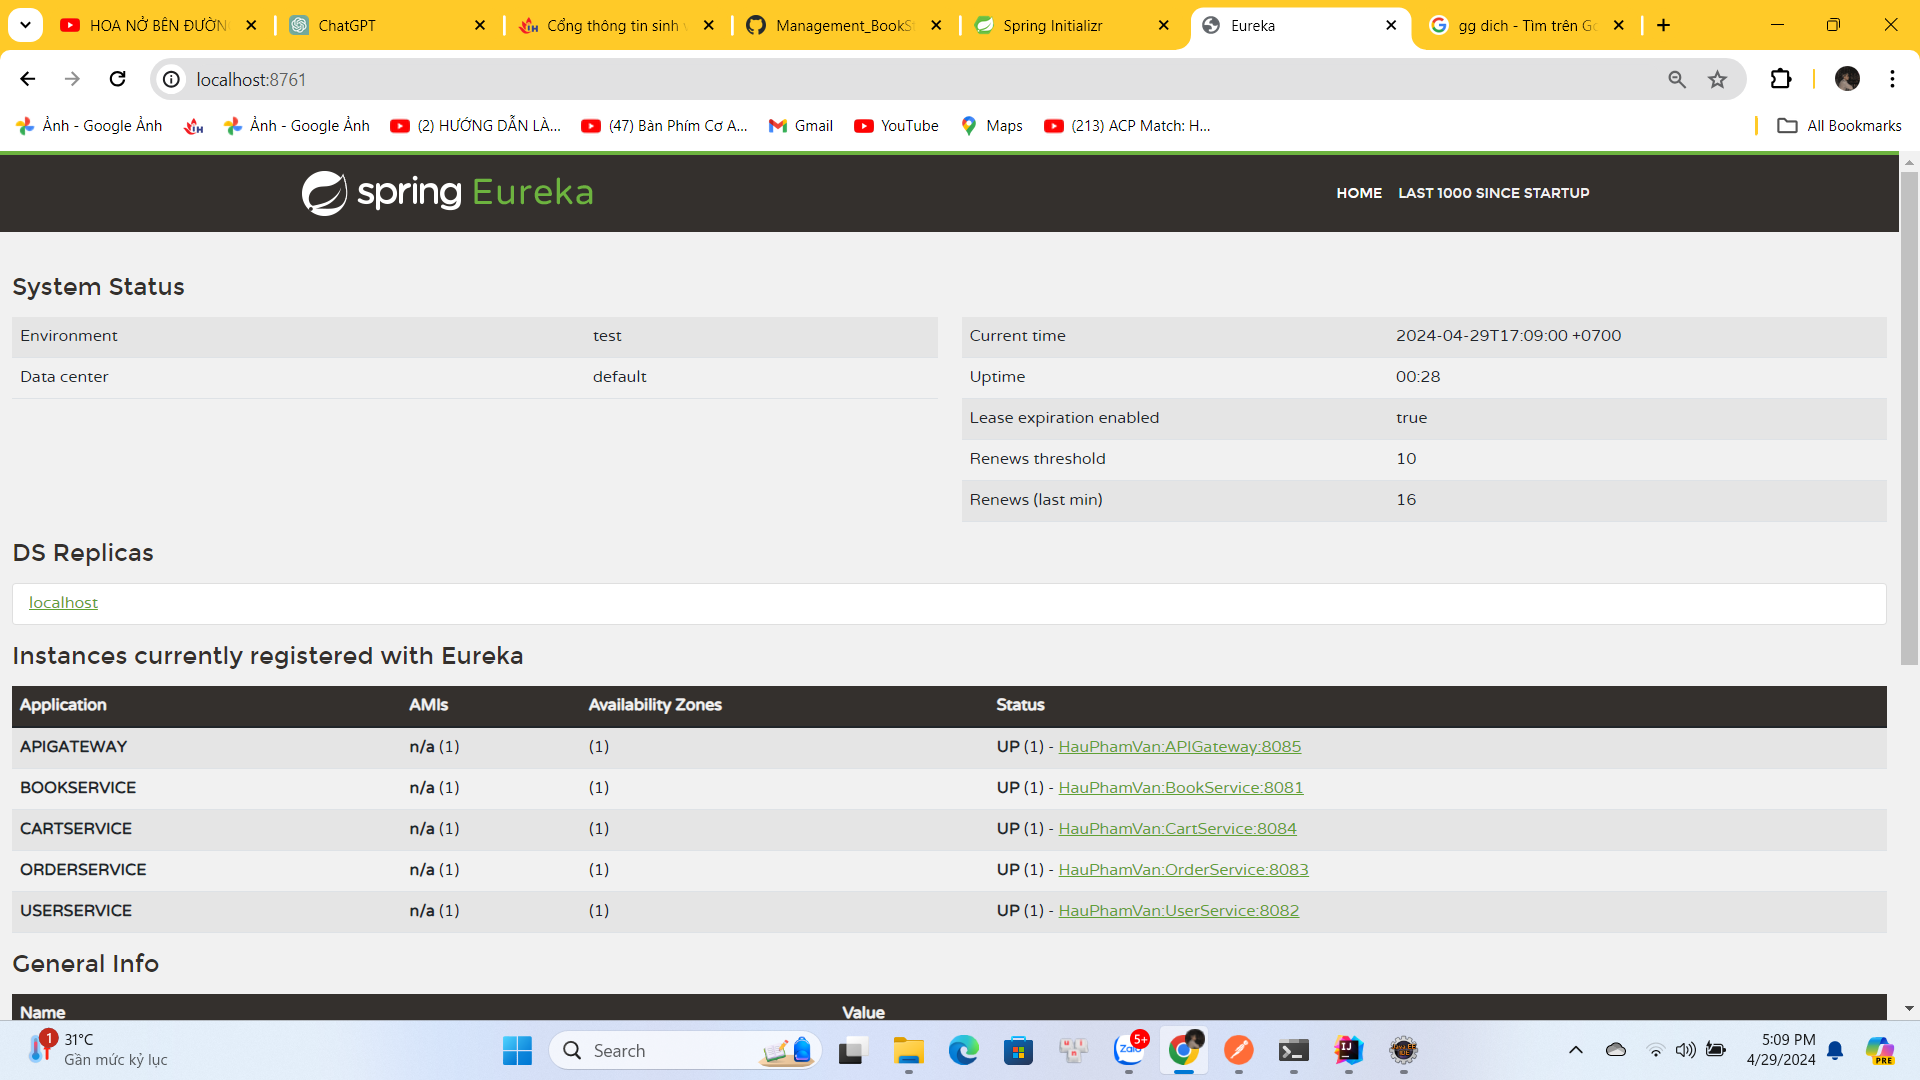 HOA NỞ BÊN ĐƯỜN
ChatGPT
Cổng thông tin sinh v
Management_BookSt
Spring Initializr
Eureka
gg dich - Tìm trên Go
localhost:8761
Ảnh - Google Ảnh
Ảnh - Google Ảnh
(2) HƯỚNG DẪN LÀ...
(47) Bàn Phím Cơ A...
Gmail
YouTube
Maps
(213) ACP Match: H...
All Bookmarks
spring Eureka
HOME
LAST 1000 SINCE STARTUP
System Status
Environment test
Data center default
Current time 2024-04-29T17:09:00 +0700
Uptime 00:28
Lease expiration enabled true
Renews threshold 10
Renews (last min) 16
DS Replicas
localhost
Instances currently registered with Eureka
Application AMIs Availability Zones Status
APIGATEWAY n/a (1) (1) UP (1) - HauPhamVan:APIGateway:8085
BOOKSERVICE n/a (1) (1) UP (1) - HauPhamVan:BookService:8081
CARTSERVICE n/a (1) (1) UP (1) - HauPhamVan:CartService:8084
ORDERSERVICE n/a (1) (1) UP (1) - HauPhamVan:OrderService:8083
USERSERVICE n/a (1) (1) UP (1) - HauPhamVan:UserService:8082
General Info
Name Value
1
31°C
Gần mức kỷ lục
Search
Zalo
5+
IJ
5:09 PM
4/29/2024
PRE